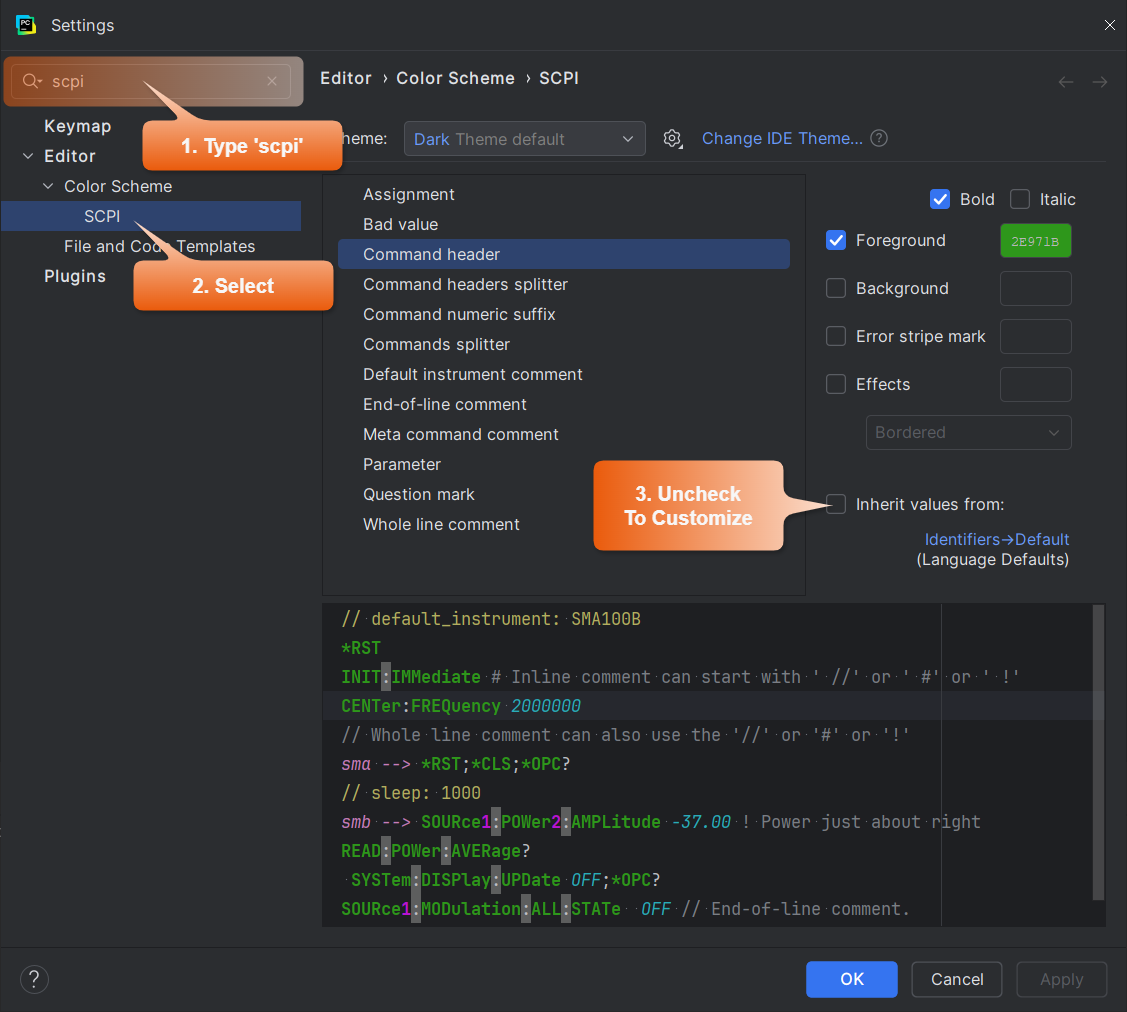 PC
Settings
scpi
Editor › Color Scheme › SCPI
Keymap
Editor
Color Scheme
SCPI
File and Code Templates
Plugins
1. Type 'scpi'
2. Select
heme:
Dark Theme default
Change IDE Theme...
?
Assignment
Bad value
Command header
Command headers splitter
Command numeric suffix
Commands splitter
Default instrument comment
End-of-line comment
Meta command comment
Parameter
Question mark
Whole line comment
Bold
Italic
Foreground
2E971B
Background
Error stripe mark
Effects
Bordered
3. Uncheck
To Customize
Inherit values from:
Identifiers→Default
(Language Defaults)
// default_instrument: SMA100B
*RST
INIT:IMMediate # Inline comment can start with ' //' or ' #' or ' !'
CENTer:FREQuency 2000000
// Whole line comment can also use the '//' or '#' or '!'
sma --> *RST;*CLS;*OPC?
// sleep: 1000
smb --> SOURce1:POWer2:AMPLitude -37.00 ! Power just about right
READ:POWer:AVERage?
SYSTem:DISPlay:UPDate OFF;*OPC?
SOURce1:MODulation:ALL:STATe  OFF // End-of-line comment.
?
OK
Cancel
Apply